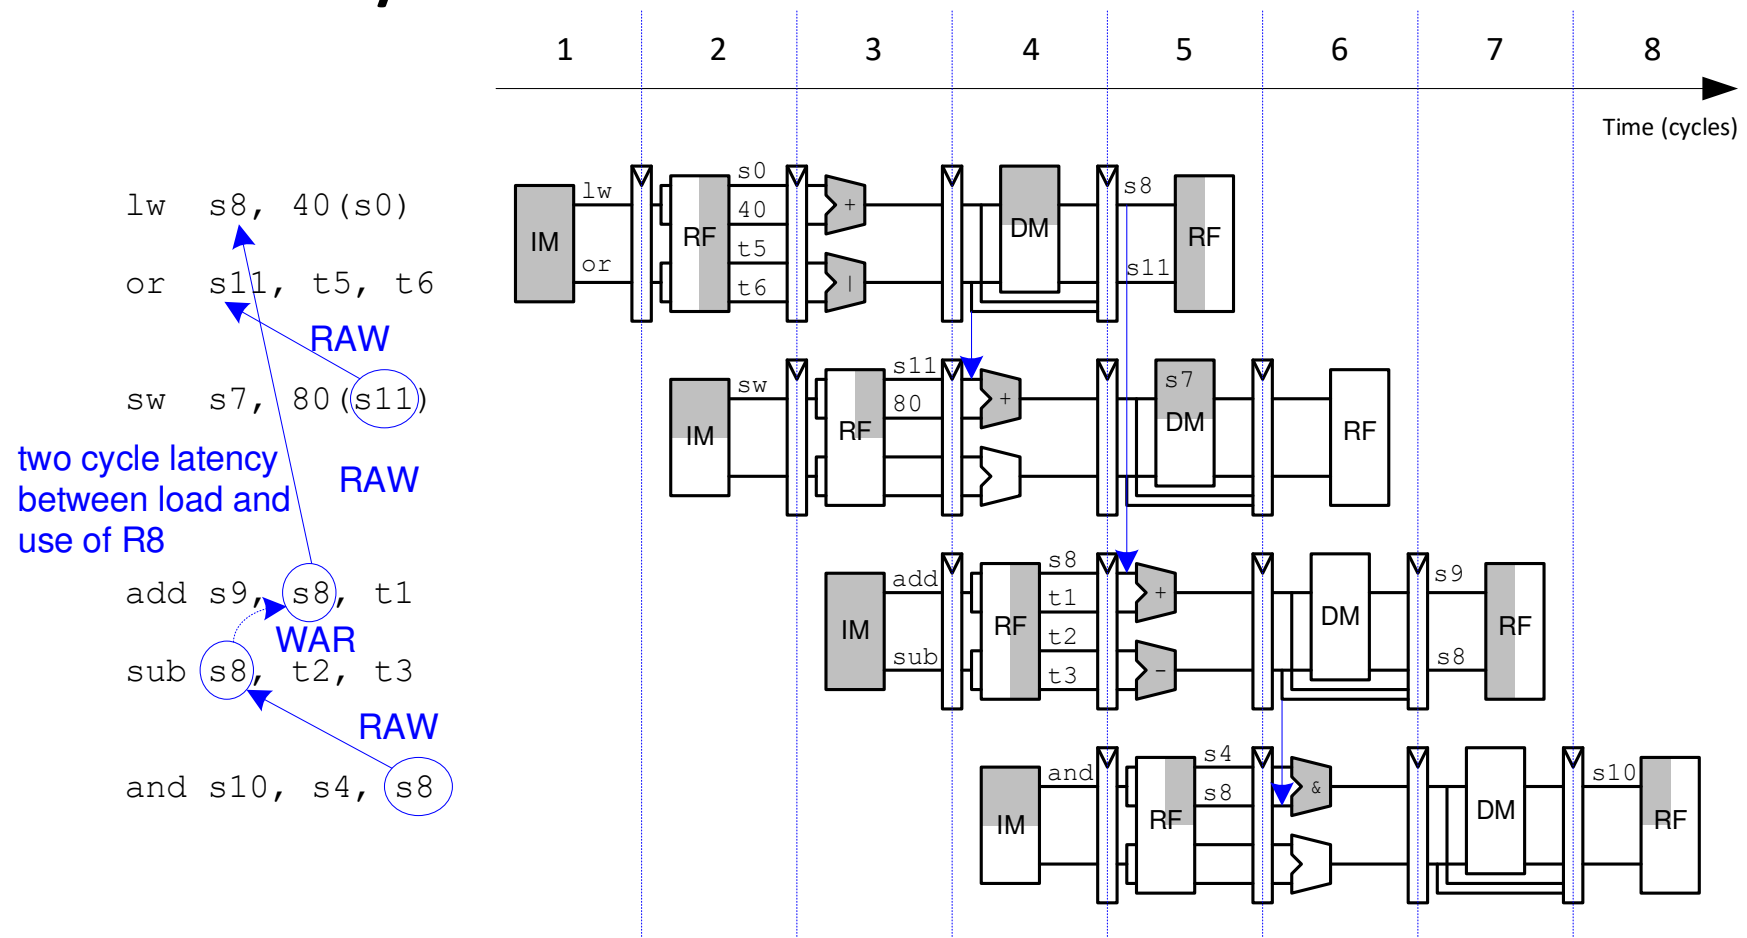 1 2 3 4 5 6 7 8
Time (cycles)
lw s8, 40(s0)
or s11, t5, t6
RAW
sw s7, 80(s11)
two cycle latency
between load and
use of R8
RAW
add s9, s8, t1
WAR
sub s8, t2, t3
RAW
and s10, s4, s8
IM
lw
or
RF
s0
40
t5
t6
+
|
DM
s8
s11
RF
IM
sw
RF
s11
80
+
s7
DM
RF
IM
add
sub
RF
s8
t1
t2
t3
+
-
DM
s9
s8
RF
IM
and
RF
s4
s8
&
DM
s10
RF